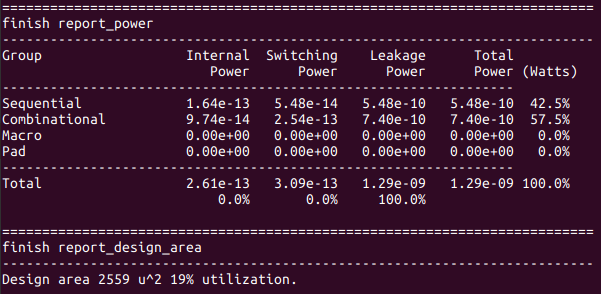 ==========================================================================
finish report_power
--------------------------------------------------------------------------
Group                  Internal  Switching    Leakage      Total
                          Power      Power      Power      Power (Watts)
----------------------------------------------------------------
Sequential             1.64e-13   5.48e-14   5.48e-10   5.48e-10  42.5%
Combinational          9.74e-14   2.54e-13   7.40e-10   7.40e-10  57.5%
Macro                  0.00e+00   0.00e+00   0.00e+00   0.00e+00   0.0%
Pad                    0.00e+00   0.00e+00   0.00e+00   0.00e+00   0.0%
----------------------------------------------------------------
Total                  2.61e-13   3.09e-13   1.29e-09   1.29e-09 100.0%
                           0.0%       0.0%     100.0%
==========================================================================
finish report_design_area
--------------------------------------------------------------------------
Design area 2559 u^2 19% utilization.